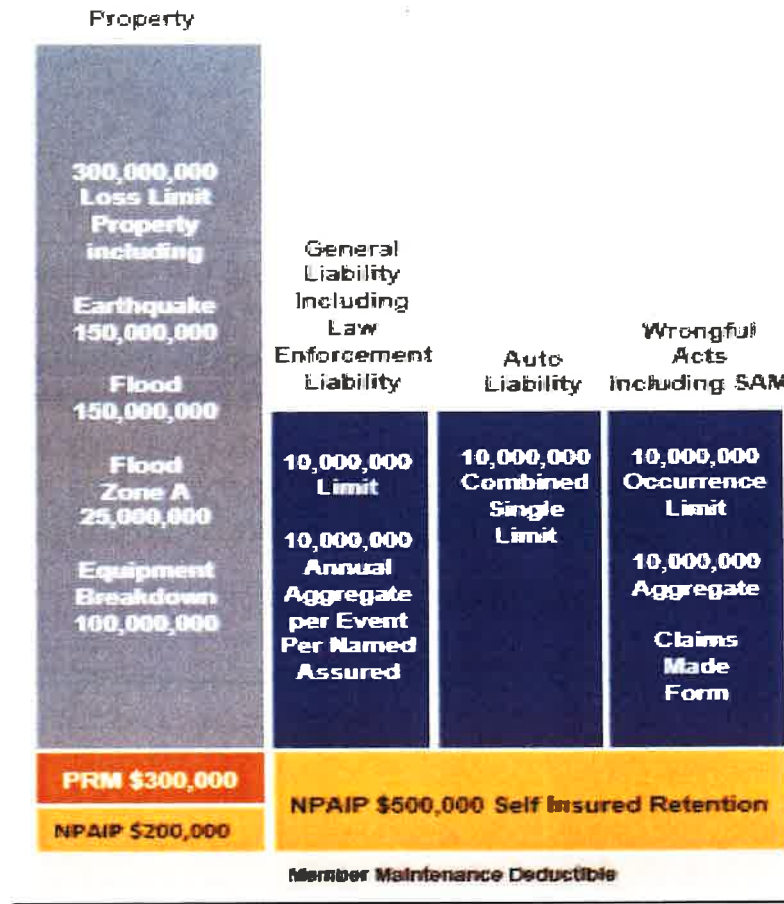 Property
300,000,000
Loss Limit
Property
including
Earthquake
150,000,000
Flood
150,000,000
Flood
Zone A
25,000,000
Equipment
Breakdown
100,000,000
PRM $300,000
NPAIP $200,000
General
Liability
Including
Law
Enforcement
Liability
10,000,000
Limit
10,000,000
Annual
Aggregate
per Event
Per Named
Assured
Auto
Liability
10,000,000
Combined
Single
Limit
Wrongful
Acts
including SAM
10,000,000
Occurrence
Limit
10,000,000
Aggregate
Claims
Made
Form
NPAIP $500,000 Self Insured Retention
Member Maintenance Deductible